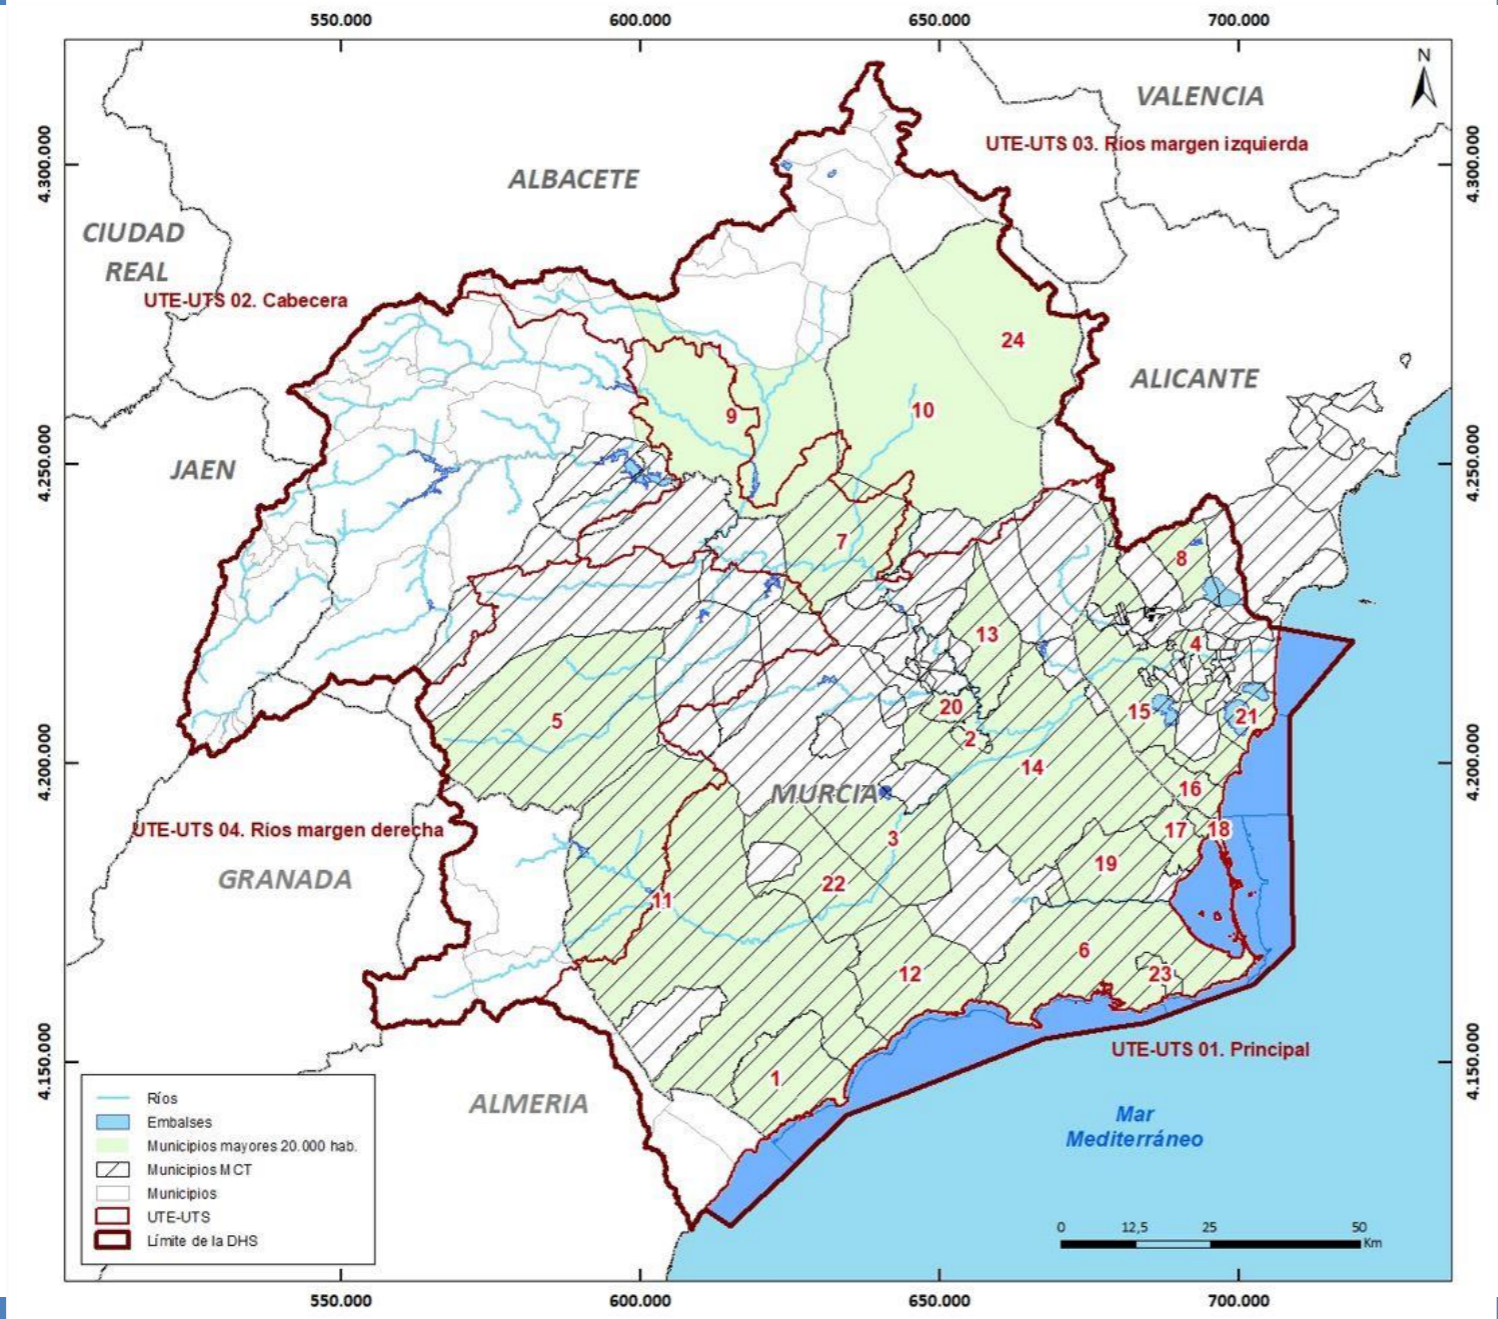 550.000
600.000
650.000
700.000
N
VALENCIA
UTE-UTS 03. Ríos margen izquierda
4.300.000
4.300.000
ALBACETE
CIUDAD
REAL
UTE-UTS 02. Cabecera
24
ALICANTE
9
10
4.250.000
4.250.000
JAEN
7
8
13
4
5
20
15
21
2
14
4.200.000
4.200.000
MURCIA
16
UTE-UTS 04. Ríos margen derecha
17
18
3
19
GRANADA
22
11
6
12
23
UTE-UTS 01. Principal
4.150.000
4.150.000
1
ALMERIA
Mar
Mediterráneo
Ríos
Embalses
Municipios mayores 20.000 hab.
Municipios MCT
Municipios
UTE-UTS
Límite de la DHS
0
12,5
25
50
Km
550.000
600.000
650.000
700.000